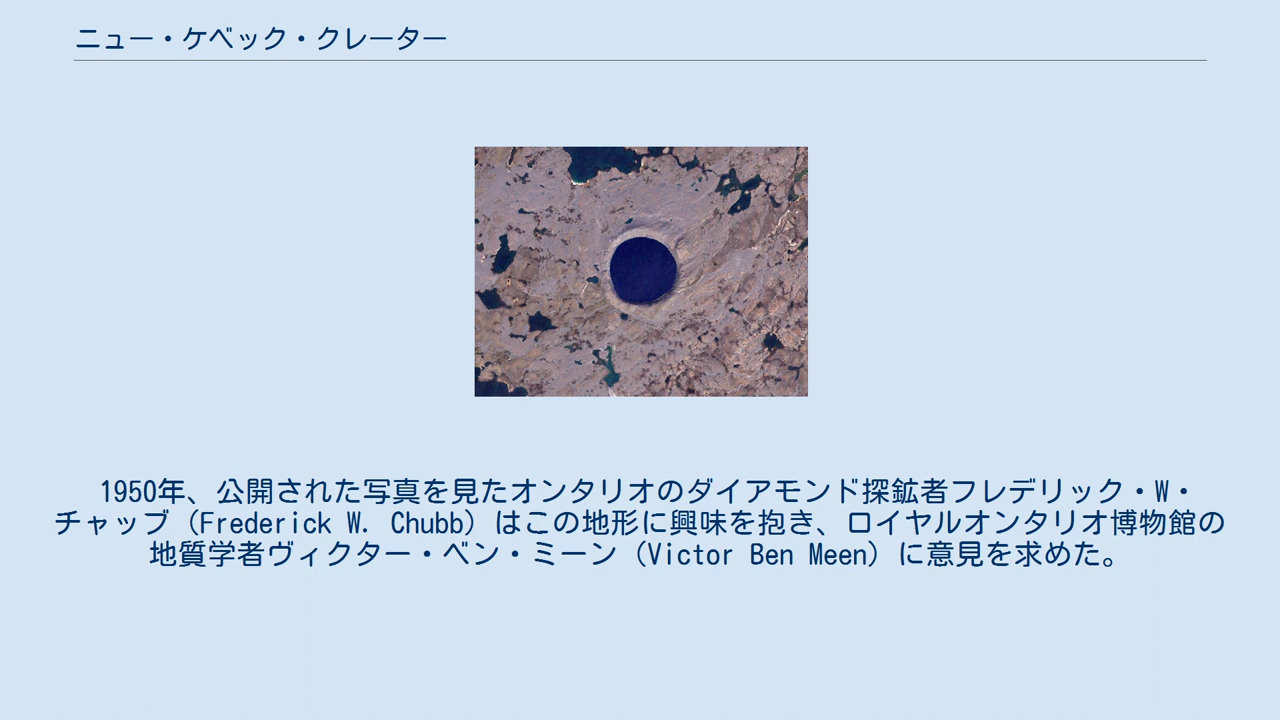 ニュー・ケベック・クレーター
1950年、公開された写真を見たオンタリオのダイアモンド探鉱者フレデリック・W・
チャッブ（Frederick W. Chubb）はこの地形に興味を抱き、ロイヤルオンタリオ博物館の
地質学者ヴィクター・ベン・ミーン（Victor Ben Meen）に意見を求めた。